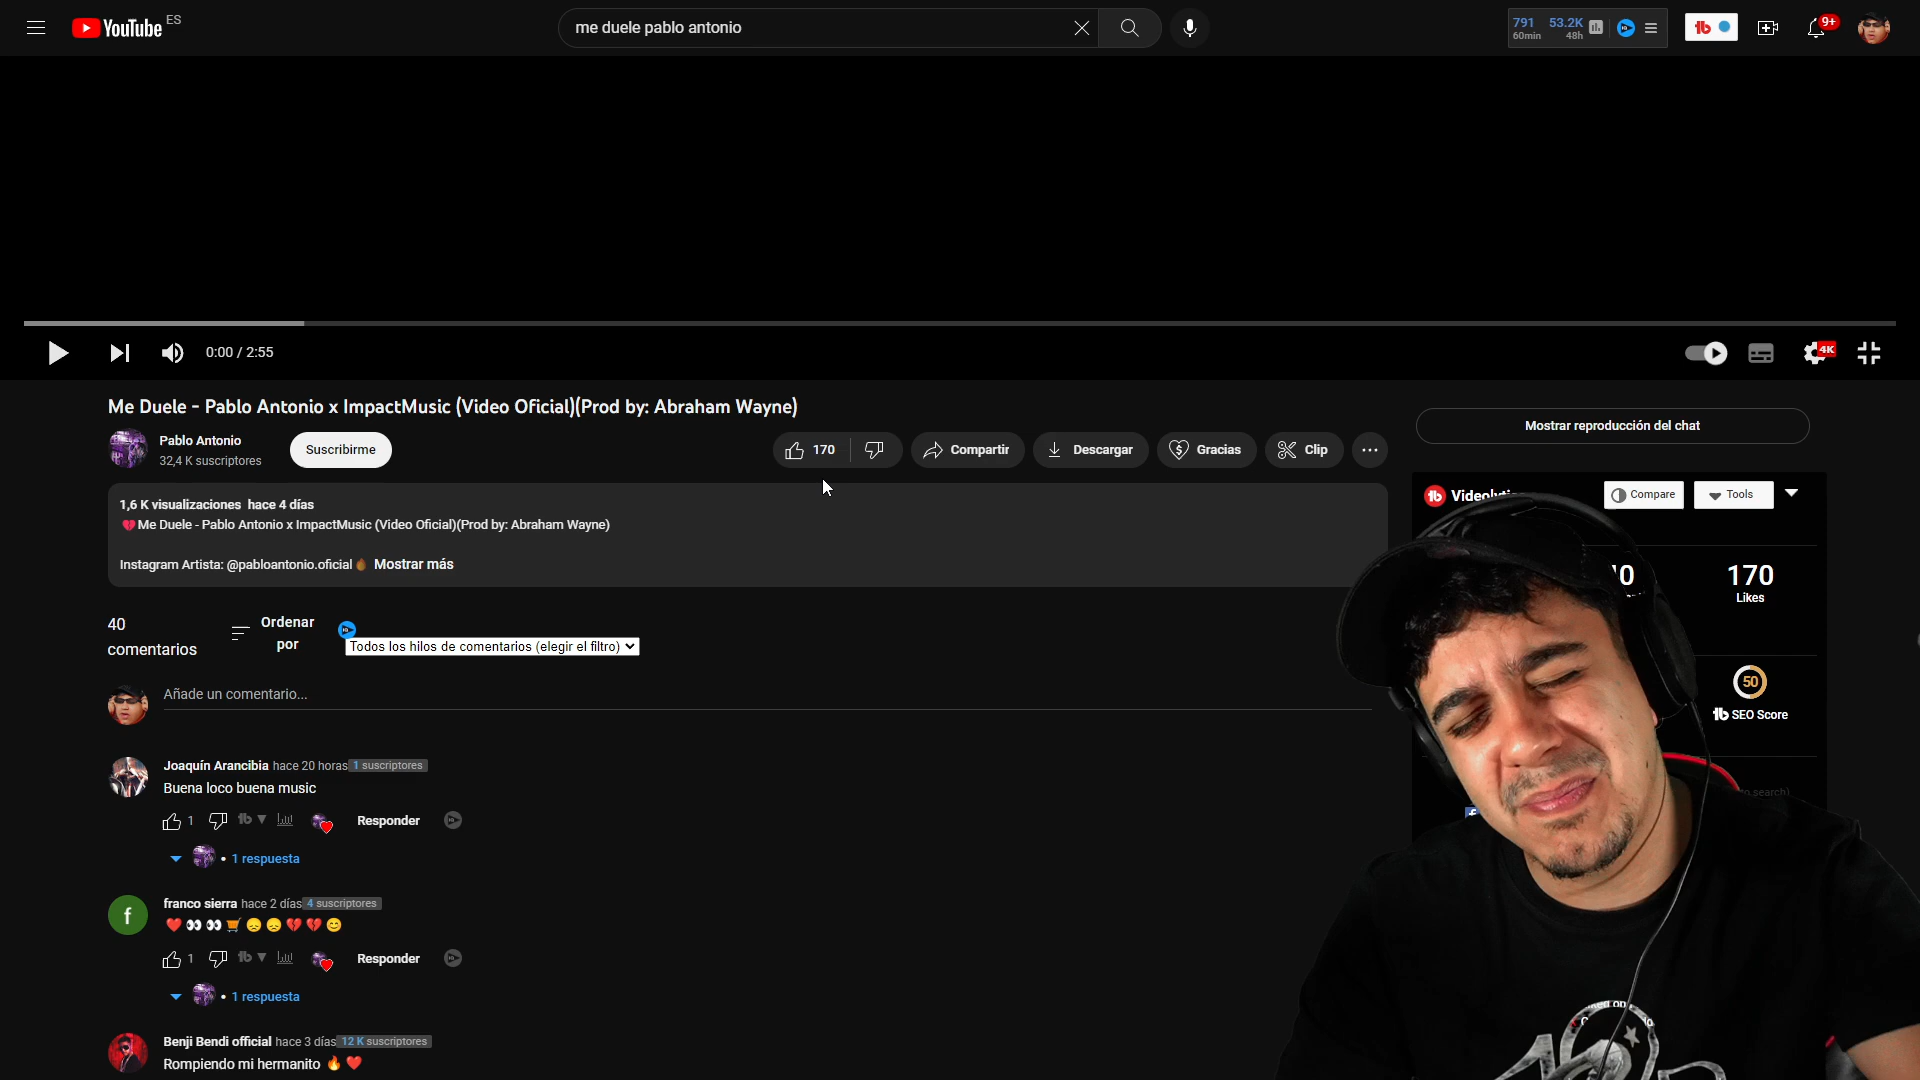 YouTube ES
me duele pablo antonio
791 53.2K
60min 48h
9+
0:00 / 2:55
4K
Me Duele - Pablo Antonio x ImpactMusic (Video Oficial)(Prod by: Abraham Wayne)
Pablo Antonio
32,4 K suscriptores
Suscribirme
170
Compartir
Descargar
Gracias
Clip
Mostrar reproducción del chat
1,6 K visualizaciones hace 4 días
💔Me Duele - Pablo Antonio x ImpactMusic (Video Oficial)(Prod by: Abraham Wayne)
Instagram Artista: @pabloantonio.oficial Mostrar más
Compare
Tools
170
Likes
50
SEO Score
40
comentarios
Ordenar
por
Todos los hilos de comentarios (elegir el filtro)
Añade un comentario...
Joaquín Arancibia hace 20 horas 1 suscriptores
Buena loco buena music
1
Responder
• 1 respuesta
f
franco sierra hace 2 días 4 suscriptores
❤️👀👀🛒😞😞💔💔😊
1
Responder
• 1 respuesta
Benji Bendi official hace 3 días 12 K suscriptores
Rompiendo mi hermanito 🔥❤️